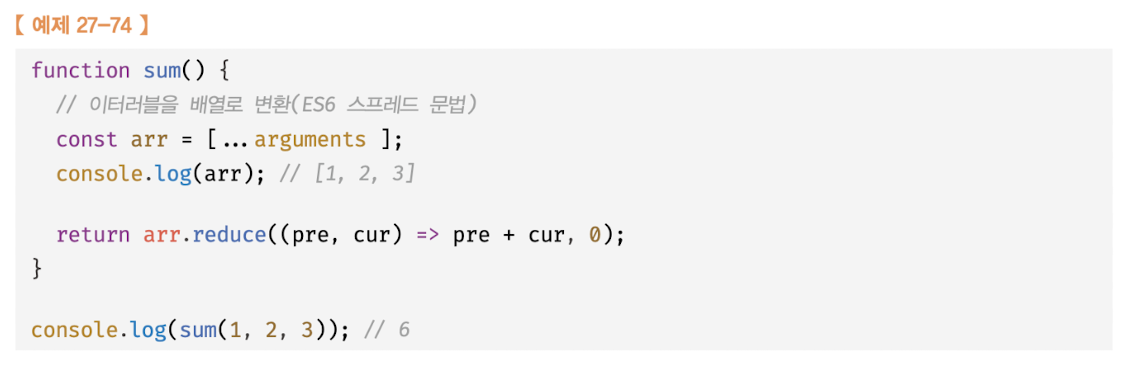 【 예제 27-74 】
function sum() {
  // 이터러블을 배열로 변환(ES6 스프레드 문법)
  const arr = [...arguments ];
  console.log(arr); // [1, 2, 3]

  return arr.reduce((pre, cur) => pre + cur, 0);
}

console.log(sum(1, 2, 3)); // 6